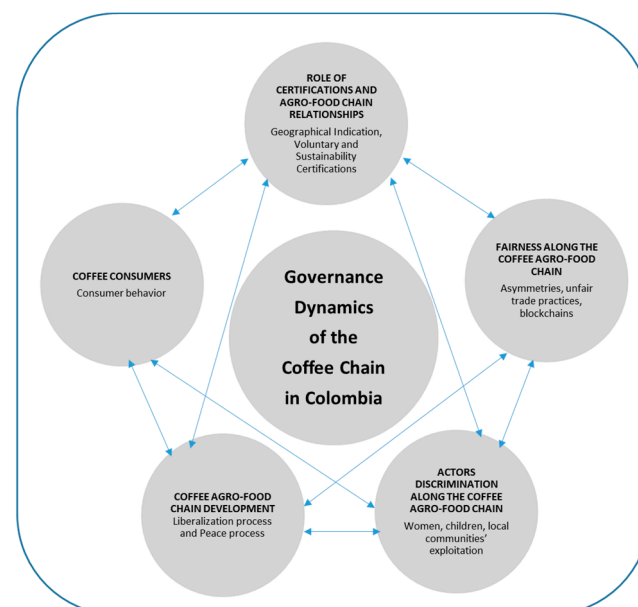 ROLE OF
CERTIFICATIONS AND
AGRO-FOOD CHAIN
RELATIONSHIPS
Geographical Indication,
Voluntary and
Sustainability
Certifications
COFFEE CONSUMERS
Consumer behavior
Governance
Dynamics
of the
Coffee Chain
in Colombia
FAIRNESS ALONG THE
COFFEE AGRO-FOOD
CHAIN
Asymmetries, unfair
trade practices,
blockchains
COFFEE AGRO-FOOD
CHAIN DEVELOPMENT
Liberalization process
and Peace process
ACTORS
DISCRIMINATION
ALONG THE COFFEE
AGRO-FOOD CHAIN
Women, children, local
communities’
exploitation